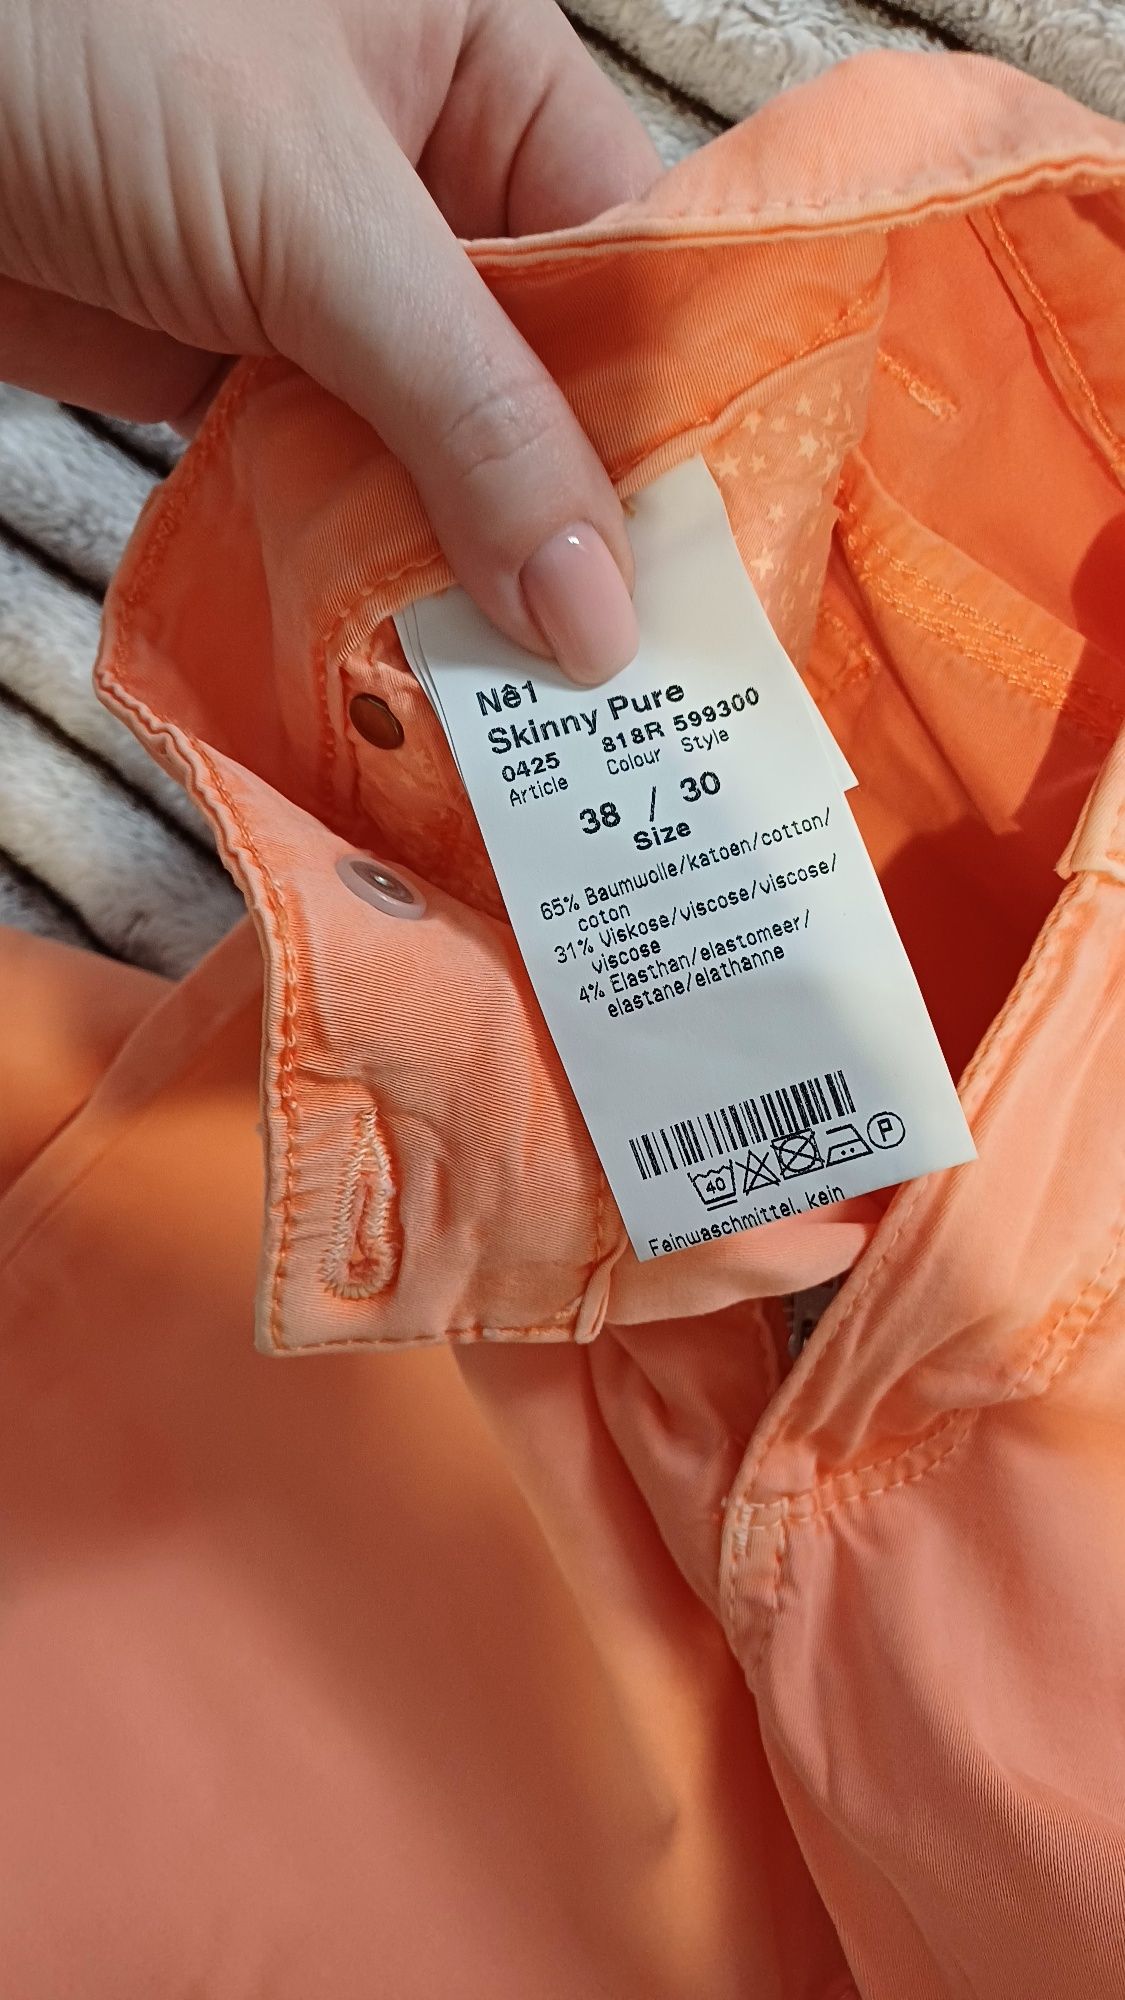 Nê1
Skinny Pure
0425 818R 599300
Article Colour Style
38 / 30
Size
65% Baumwolle/katoen/cotton/
coton
31% Viskose/viscose/viscose/
viscose
4% Elasthan/elastomeer/
elastane/elathanne
40 P
Feinwaschmittel, kein